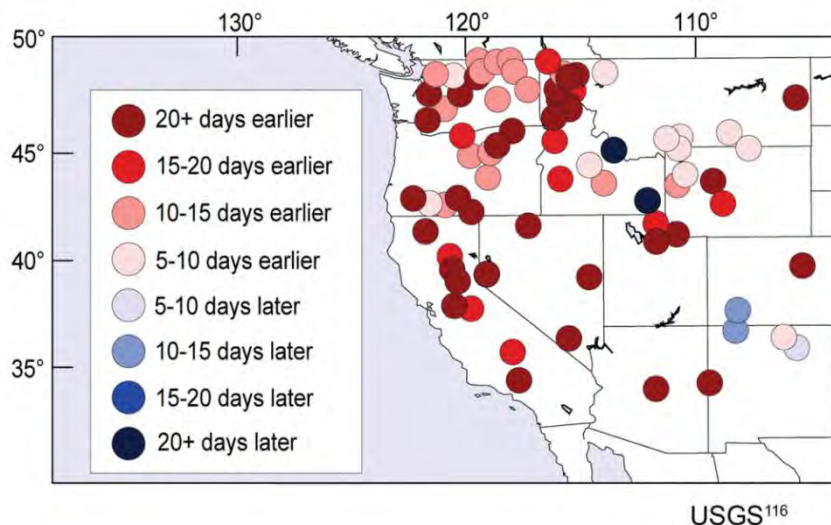 130° 120° 110°
50°
45°
40°
35°
20+ days earlier
15-20 days earlier
10-15 days earlier
5-10 days earlier
5-10 days later
10-15 days later
15-20 days later
20+ days later
USGS116